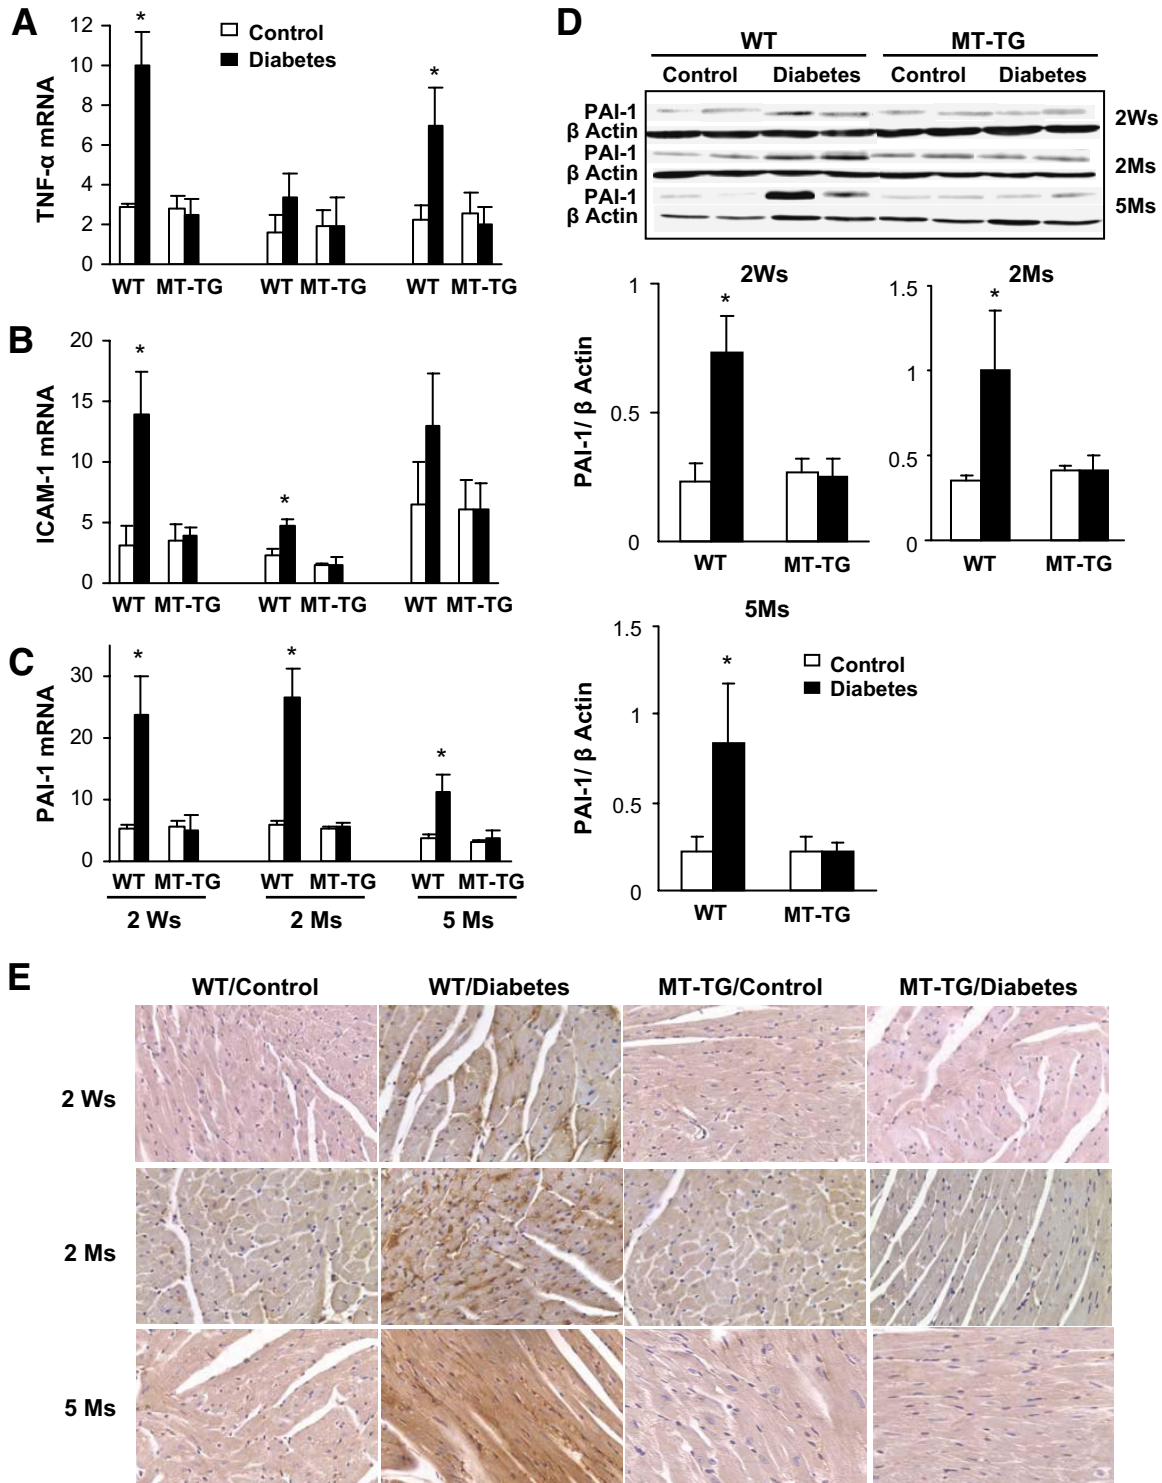 A
TNF-α mRNA
12
10
8
6
4
2
0
*
*
Control
Diabetes
WT MT-TG WT MT-TG WT MT-TG
B
ICAM-1 mRNA
20
15
10
5
0
*
*
WT MT-TG WT MT-TG WT MT-TG
C
PAI-1 mRNA
30
20
10
0
*
*
*
WT MT-TG WT MT-TG WT MT-TG
2 Ws 2 Ms 5 Ms
D
WT MT-TG
Control Diabetes Control Diabetes
PAI-1
β Actin
2Ws
PAI-1
β Actin
2Ms
PAI-1
β Actin
5Ms
2Ws
PAI-1/ β Actin
1
0.5
0
*
WT MT-TG
2Ms
1.5
1
0.5
0
*
WT MT-TG
5Ms
PAI-1/ β Actin
1.5
1
0.5
0
*
Control
Diabetes
WT MT-TG
E
WT/Control WT/Diabetes MT-TG/Control MT-TG/Diabetes
2 Ws
2 Ms
5 Ms